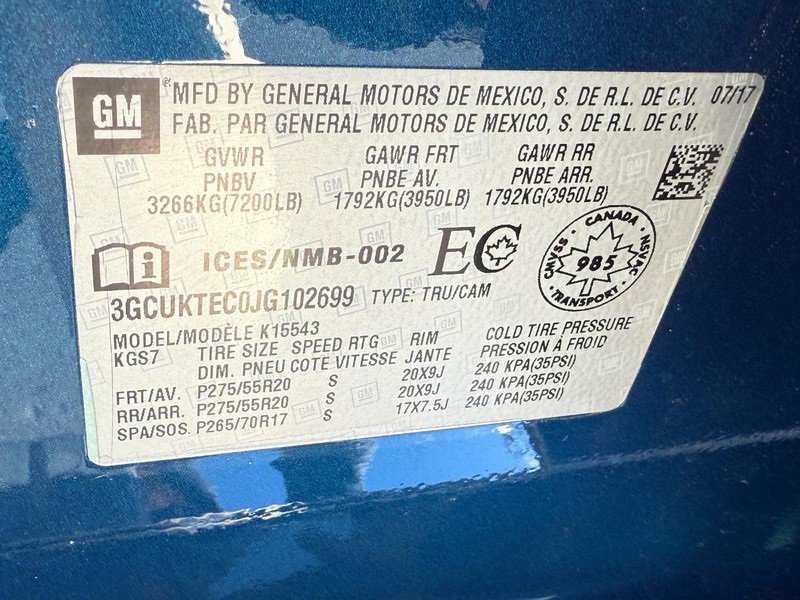 GM
MFD BY GENERAL MOTORS DE MEXICO, S. DE R.L. DE C.V. 07/17
FAB. PAR GENERAL MOTORS DE MEXICO, S. DE R.L. DE C.V.
GVWR GAWR FRT GAWR RR
PNBV PNBE AV. PNBE ARR.
3266KG(7200LB) 1792KG(3950LB) 1792KG(3950LB)
i ICES/NMB-002 EC
CANADA
NSVAC
TRANSPORT
CNVSS
985
3GCUKTEC0JG102699 TYPE: TRU/CAM
MODEL/MODÈLE K15543
KGS7 TIRE SIZE SPEED RTG RIM COLD TIRE PRESSURE
DIM. PNEU COTE VITESSE JANTE PRESSION À FROID
FRT/AV. P275/55R20 S 20X9J 240 KPA(35PSI)
RR/ARR. P275/55R20 S 20X9J 240 KPA(35PSI)
SPA/SOS. P265/70R17 S 17X7.5J 240 KPA(35PSI)